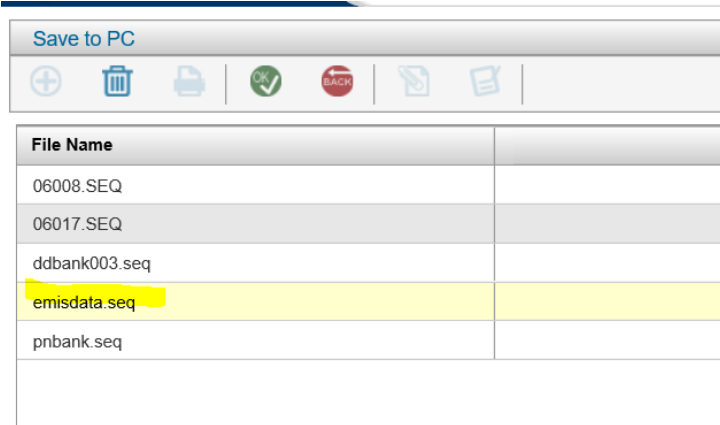 Save to PC
OK
BACK
File Name
06008.SEQ
06017.SEQ
ddbank003.seq
emisdata.seq
pnbank.seq